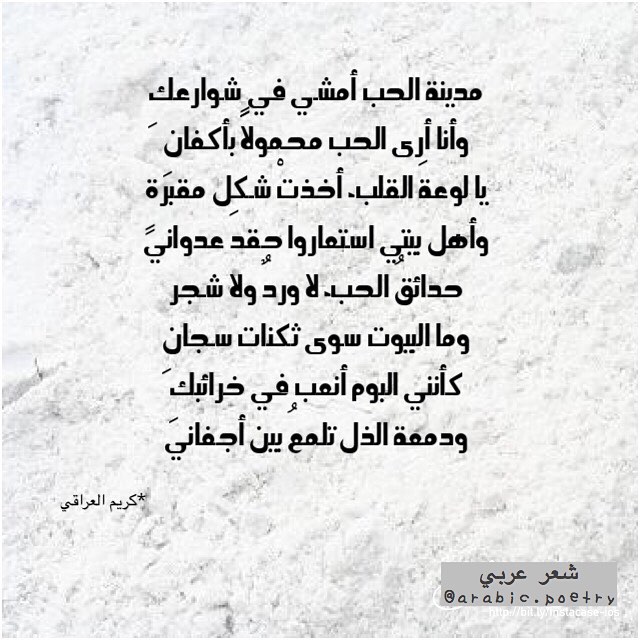 مدينة الحب أمشي في شوارعك
وأنا أرى الحب محمولاً بأكفان
يا لوعة القلب. أخذتْ شكل مقبرة
وأهل بيتي استعاروا حقد عدواني
حدائقُ الحب. لا وردٌ ولا شجر
وما البيوت سوى ثكنات سجان
كأنني البوم أنعب في خرائبك
ودمعة الذل تلمعُ بين أجفاني
*كريم العراقي
شعر عربي
@arabic.poetry